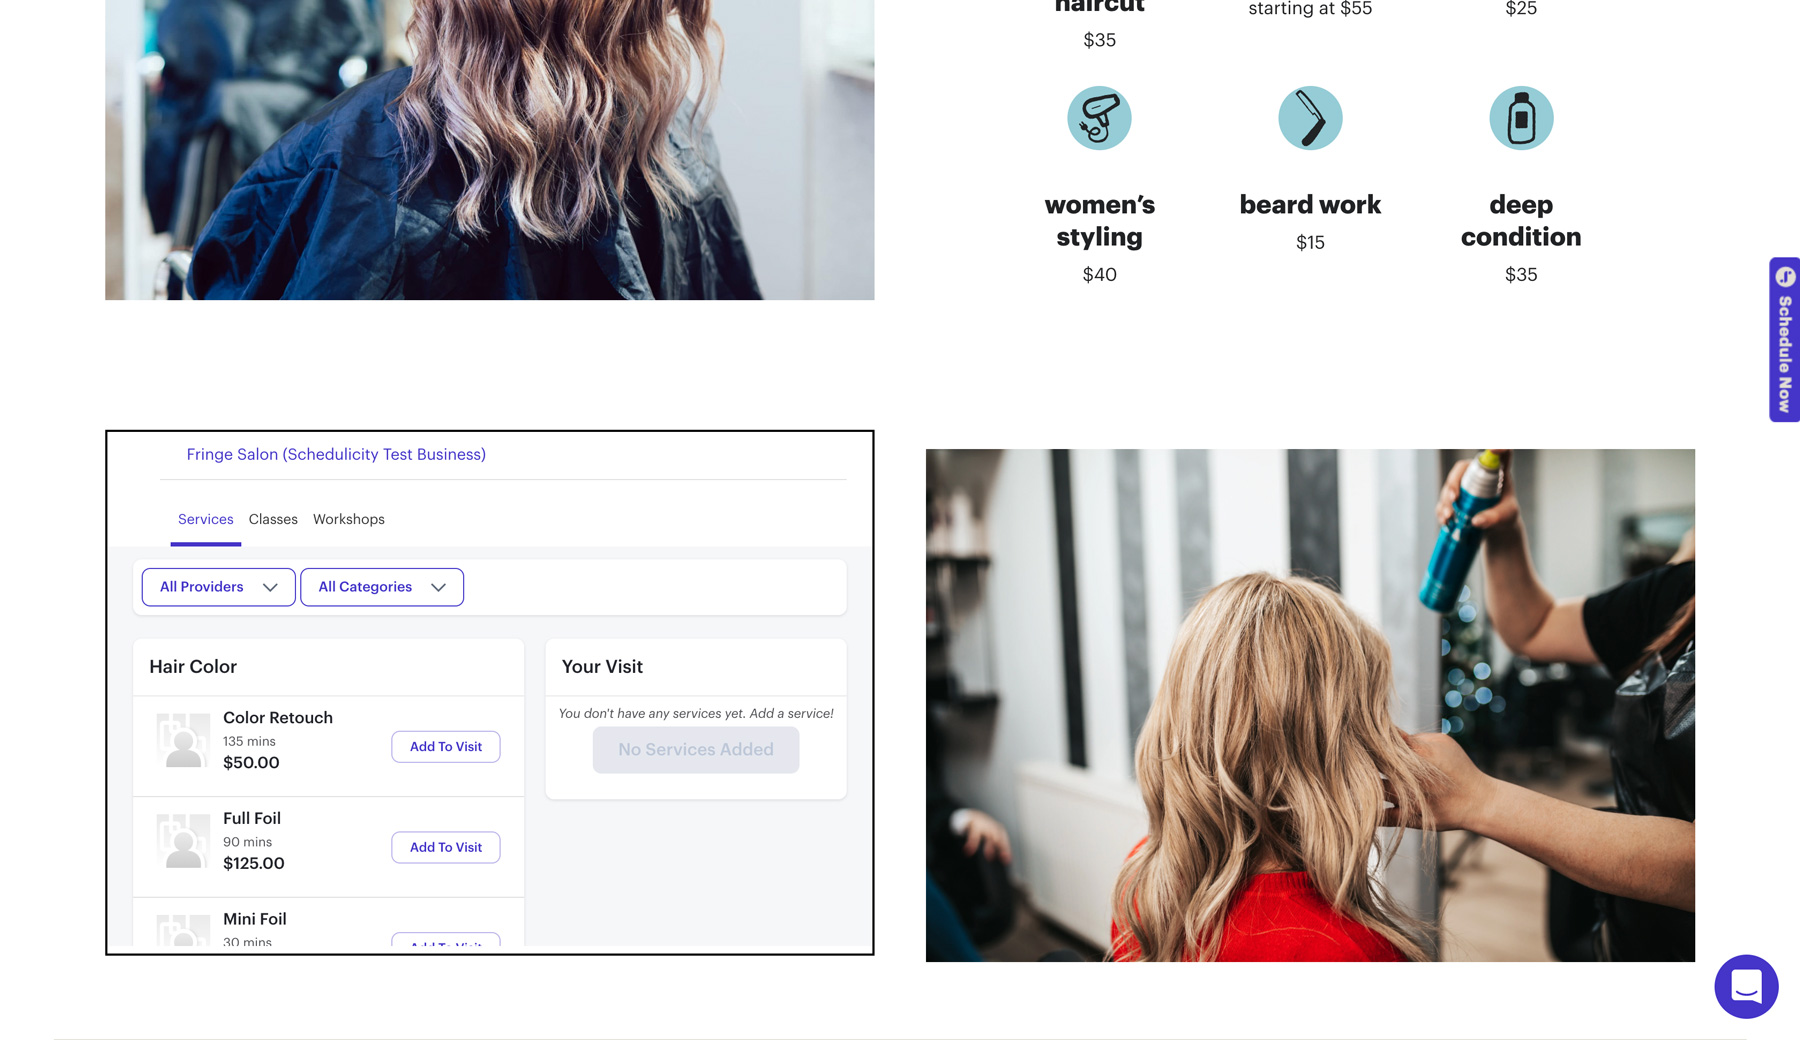 haircut
$35
starting at $55
$25
women's
styling
$40
beard work
$15
deep
condition
$35
Schedule Now
Fringe Salon (Schedulicity Test Business)
Services
Classes
Workshops
All Providers
All Categories
Hair Color
Color Retouch
135 mins
$50.00
Add To Visit
Full Foil
90 mins
$125.00
Add To Visit
Mini Foil
30 mins
Add To Visit
Your Visit
You don't have any services yet. Add a service!
No Services Added